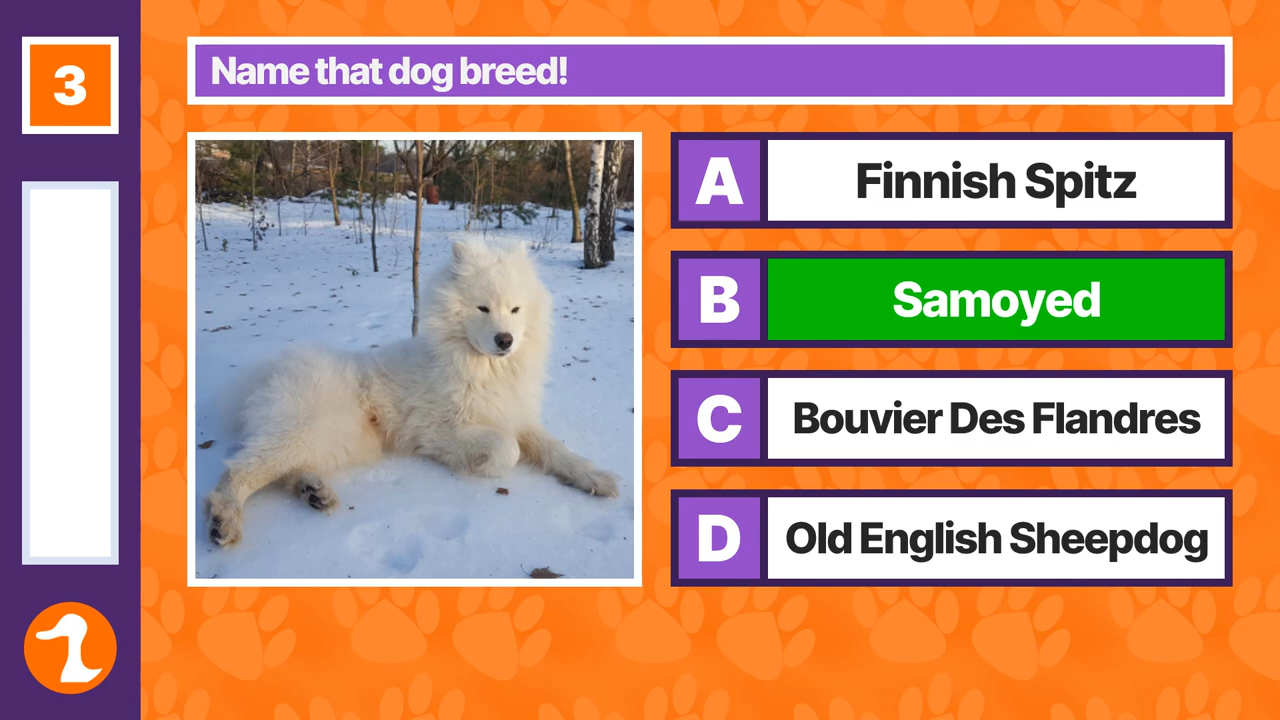 3
Name that dog breed!
A
Finnish Spitz
B
Samoyed
C
Bouvier Des Flandres
D
Old English Sheepdog